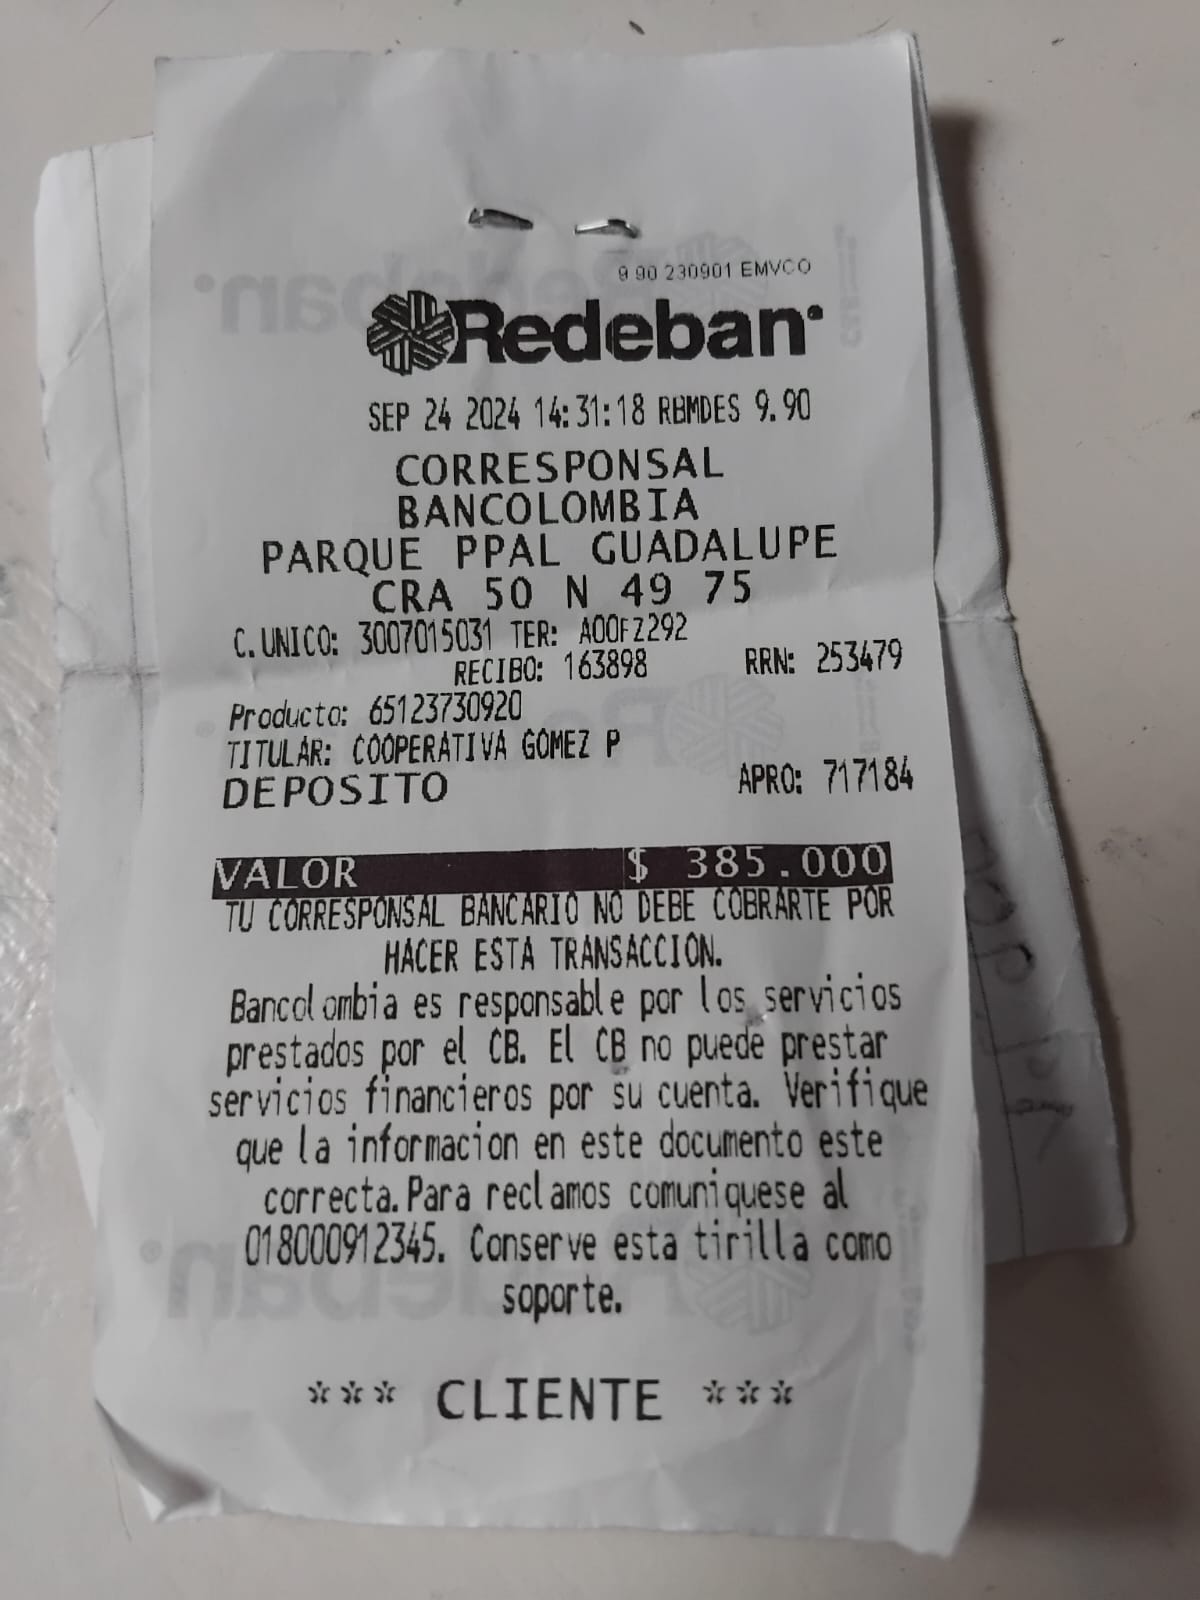 9 90 230901 EMVCO
Redeban
SEP 24 2024 14:31:18 RBMDES 9.90
CORRESPONSAL
BANCOLOMBIA
PARQUE PPAL GUADALUPE
CRA 50 N 49 75
C.UNICO: 3007015031 TER: A00FZ292
RECIBO: 163898 RRN: 253479
Producto: 65123730920
TITULAR: COOPERATIVA GOMEZ P
DEPOSITO APRO: 717184
VALOR $ 385.000
TU CORRESPONSAL BANCARIO NO DEBE COBRARTE POR
HACER ESTA TRANSACCION.
Bancolombia es responsable por los servicios
prestados por el CB. El CB no puede prestar
servicios financieros por su cuenta. Verifique
que la informacion en este documento este
correcta.Para reclamos comuniquese al
018000912345. Conserve esta tirilla como
soporte.
*** CLIENTE ***